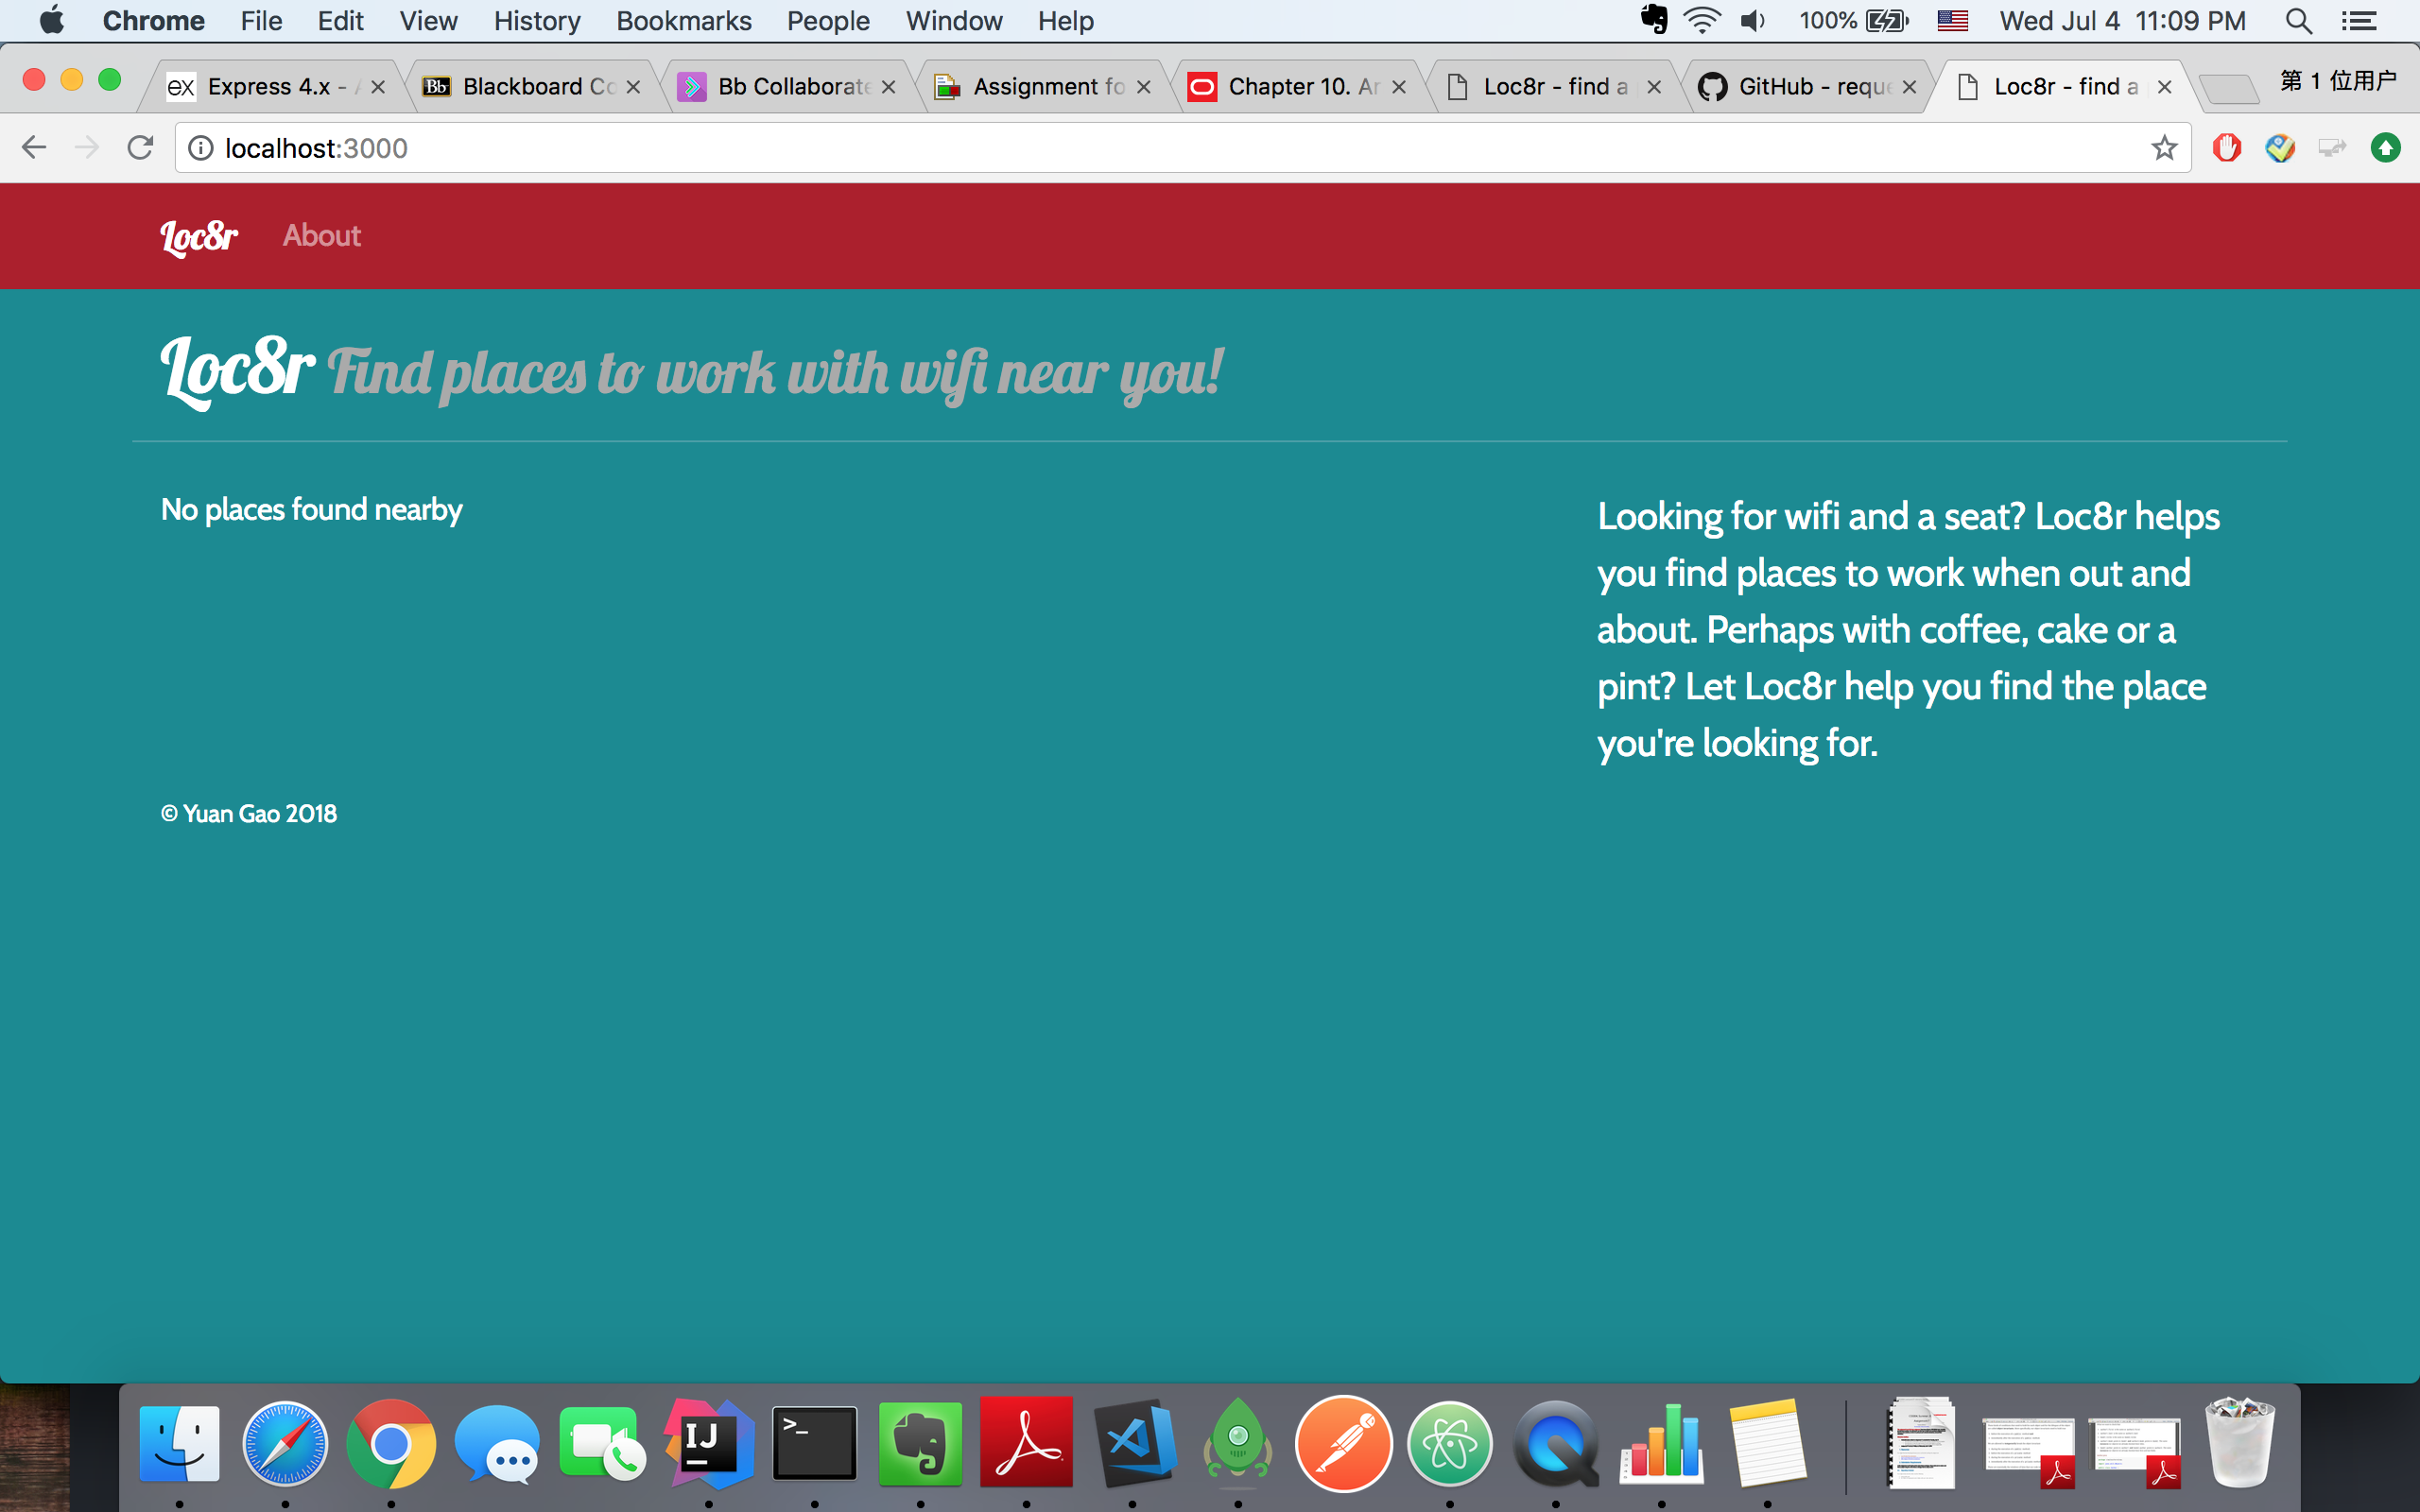 Chrome File Edit View History Bookmarks People Window Help 100% Wed Jul 4 11:09 PM
ex Express 4.x - Bb Blackboard Co Bb Collaborate Assignment fo Chapter 10. Ar Loc8r - find a GitHub - reque Loc8r - find a 第 1 位用户
localhost:3000
Loc8r About
Loc8r Find places to work with wifi near you!
No places found nearby
Looking for wifi and a seat? Loc8r helps
you find places to work when out and
about. Perhaps with coffee, cake or a
pint? Let Loc8r help you find the place
you're looking for.
© Yuan Gao 2018
IJ >_